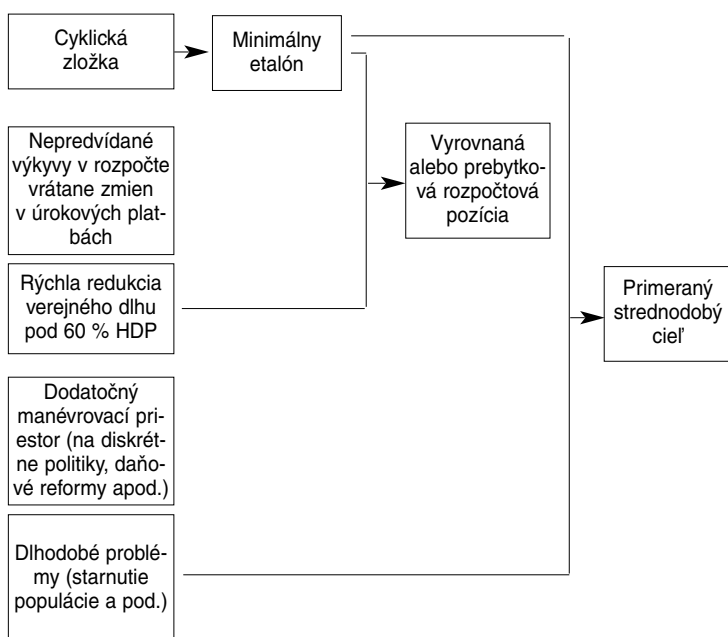 Cyklická
zložka
Minimálny
etalón
Nepredvídané
výkyvy v rozpočte
vrátane zmien
v úrokových plat-
bách
Vyrovnaná
alebo prebytko-
vá rozpočtová
pozícia
Rýchla redukcia
verejného dlhu
pod 60 % HDP
Primeraný
strednodobý
cieľ
Dodatočný
manévrovací pri-
estor (na diskrét-
ne politiky, daňo-
vé reformy apod.)
Dlhodobé problé-
my (starnutie
populácie a pod.)